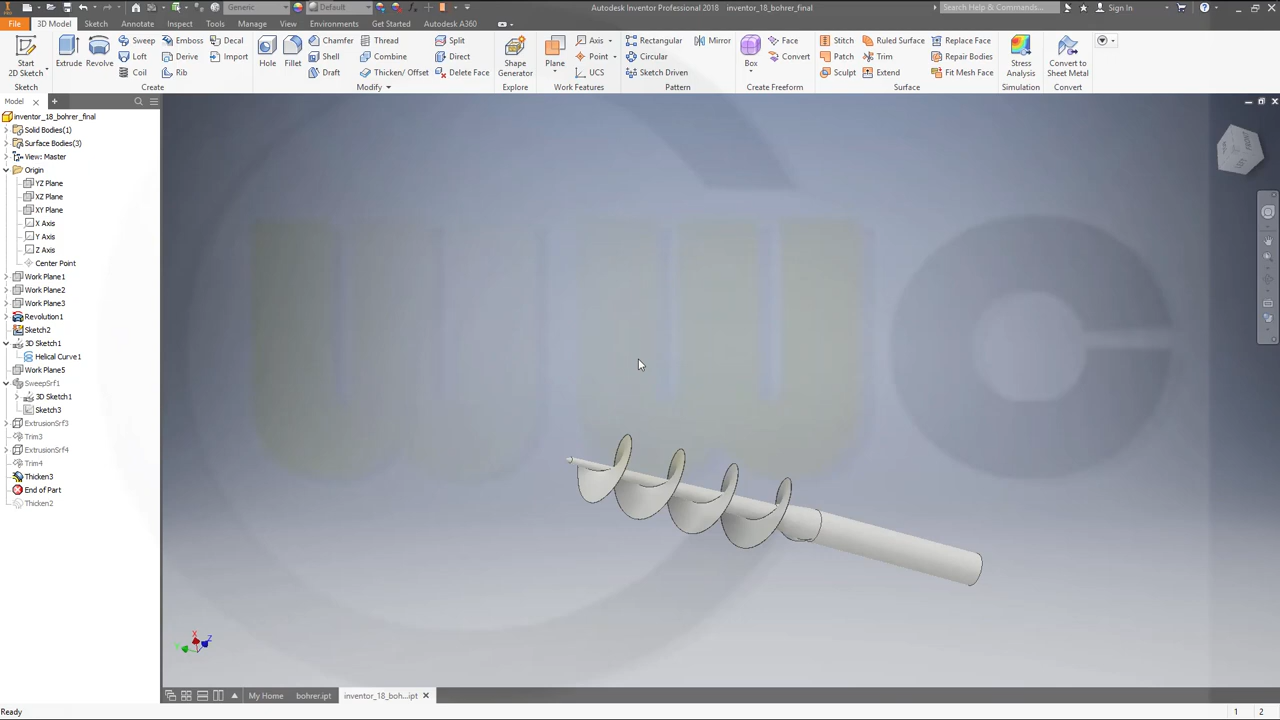 Generic
Default
Autodesk Inventor Professional 2018 inventor_18_bohrer_final
Search Help & Commands...
Sign In
File
3D Model
Sketch
Annotate
Inspect
Tools
Manage
View
Environments
Get Started
Autodesk A360
Start
2D Sketch
Extrude
Revolve
Sweep
Loft
Coil
Emboss
Derive
Rib
Decal
Import
Create
Hole
Fillet
Chamfer
Shell
Draft
Thread
Combine
Thicken/ Offset
Split
Direct
Delete Face
Modify
Shape
Generator
Explore
Plane
Axis
Point
UCS
Work Features
Rectangular
Circular
Sketch Driven
Mirror
Pattern
Box
Face
Convert
Create Freeform
Stitch
Patch
Sculpt
Ruled Surface
Trim
Extend
Replace Face
Repair Bodies
Fit Mesh Face
Surface
Stress
Analysis
Simulation
Convert to
Sheet Metal
Convert
Model
inventor_18_bohrer_final
Solid Bodies(1)
Surface Bodies(3)
View: Master
Origin
YZ Plane
XZ Plane
XY Plane
X Axis
Y Axis
Z Axis
Center Point
Work Plane1
Work Plane2
Work Plane3
Revolution1
Sketch2
3D Sketch1
Helical Curve1
Work Plane5
SweepSrf1
3D Sketch1
Sketch3
ExtrusionSrf3
Trim3
ExtrusionSrf4
Trim4
Thicken3
End of Part
Thicken2
X
Y
Z
My Home
bohrer.ipt
inventor_18_boh...ipt
Ready
1
2